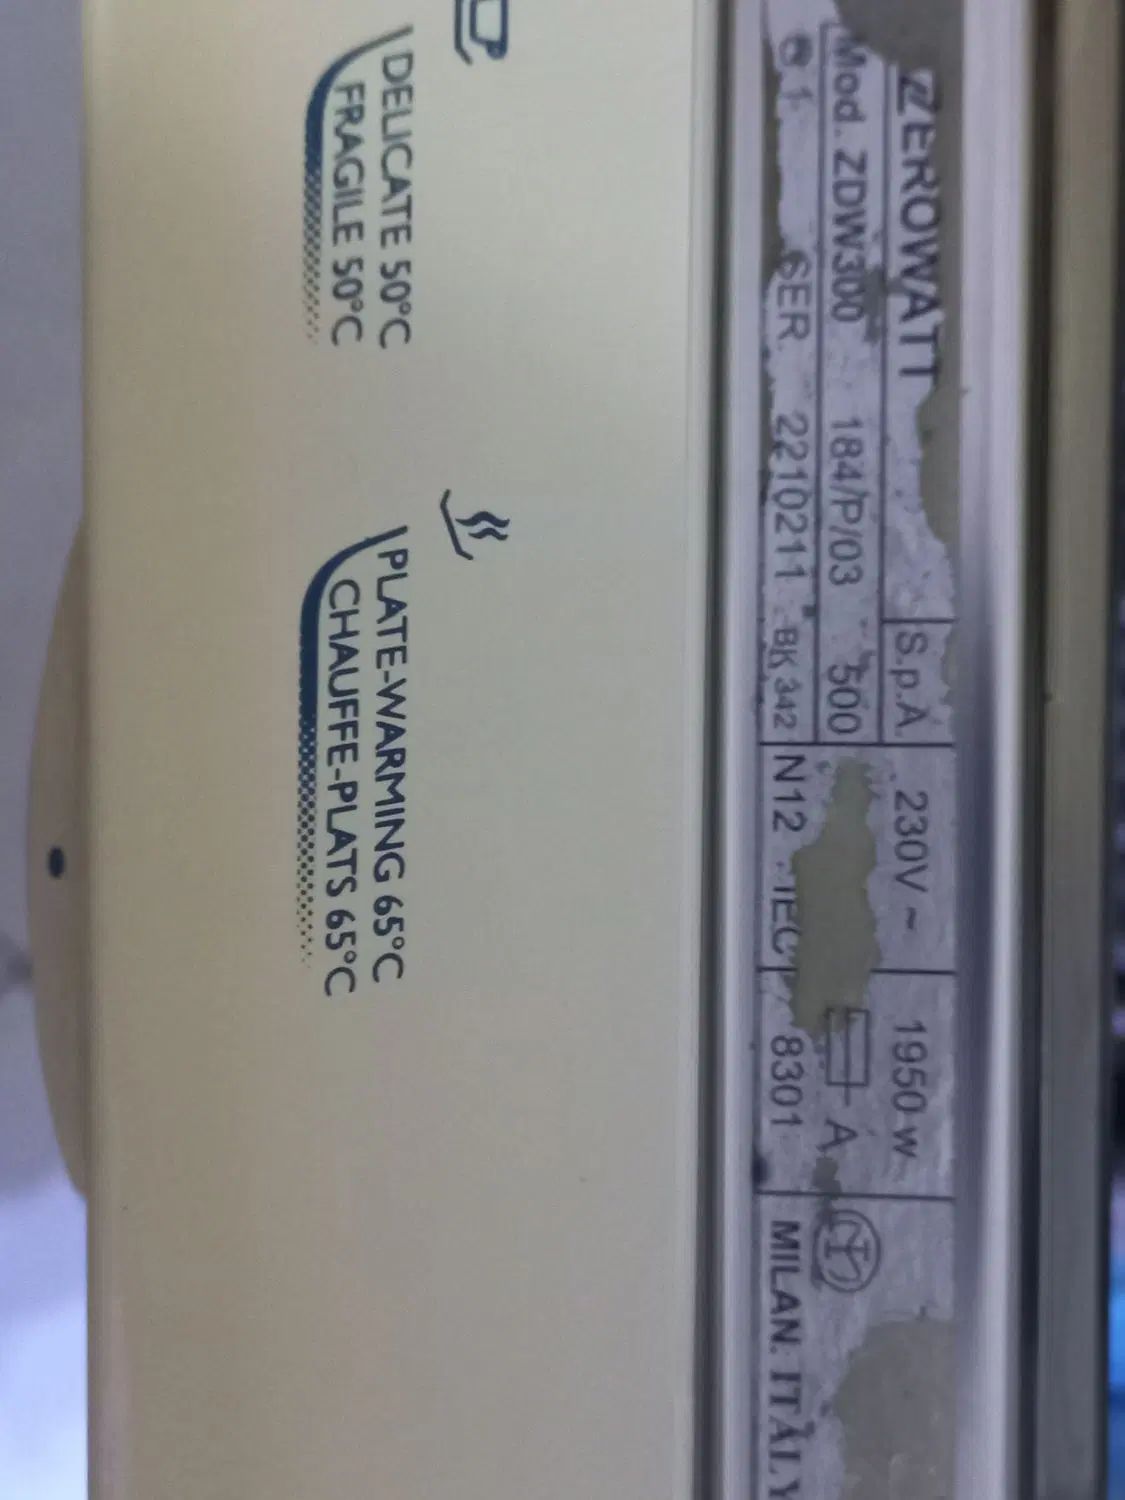 ZEROWATT S.p.A. 230V ~ 1950 w
Mod. ZDW300 184/P/03 500 A
SER. 2210211 BK 342 N12 IEC 8301 MILAN. ITALY
DELICATE 50°C
FRAGILE 50°C
PLATE-WARMING 65°C
CHAUFFE-PLATS 65°C